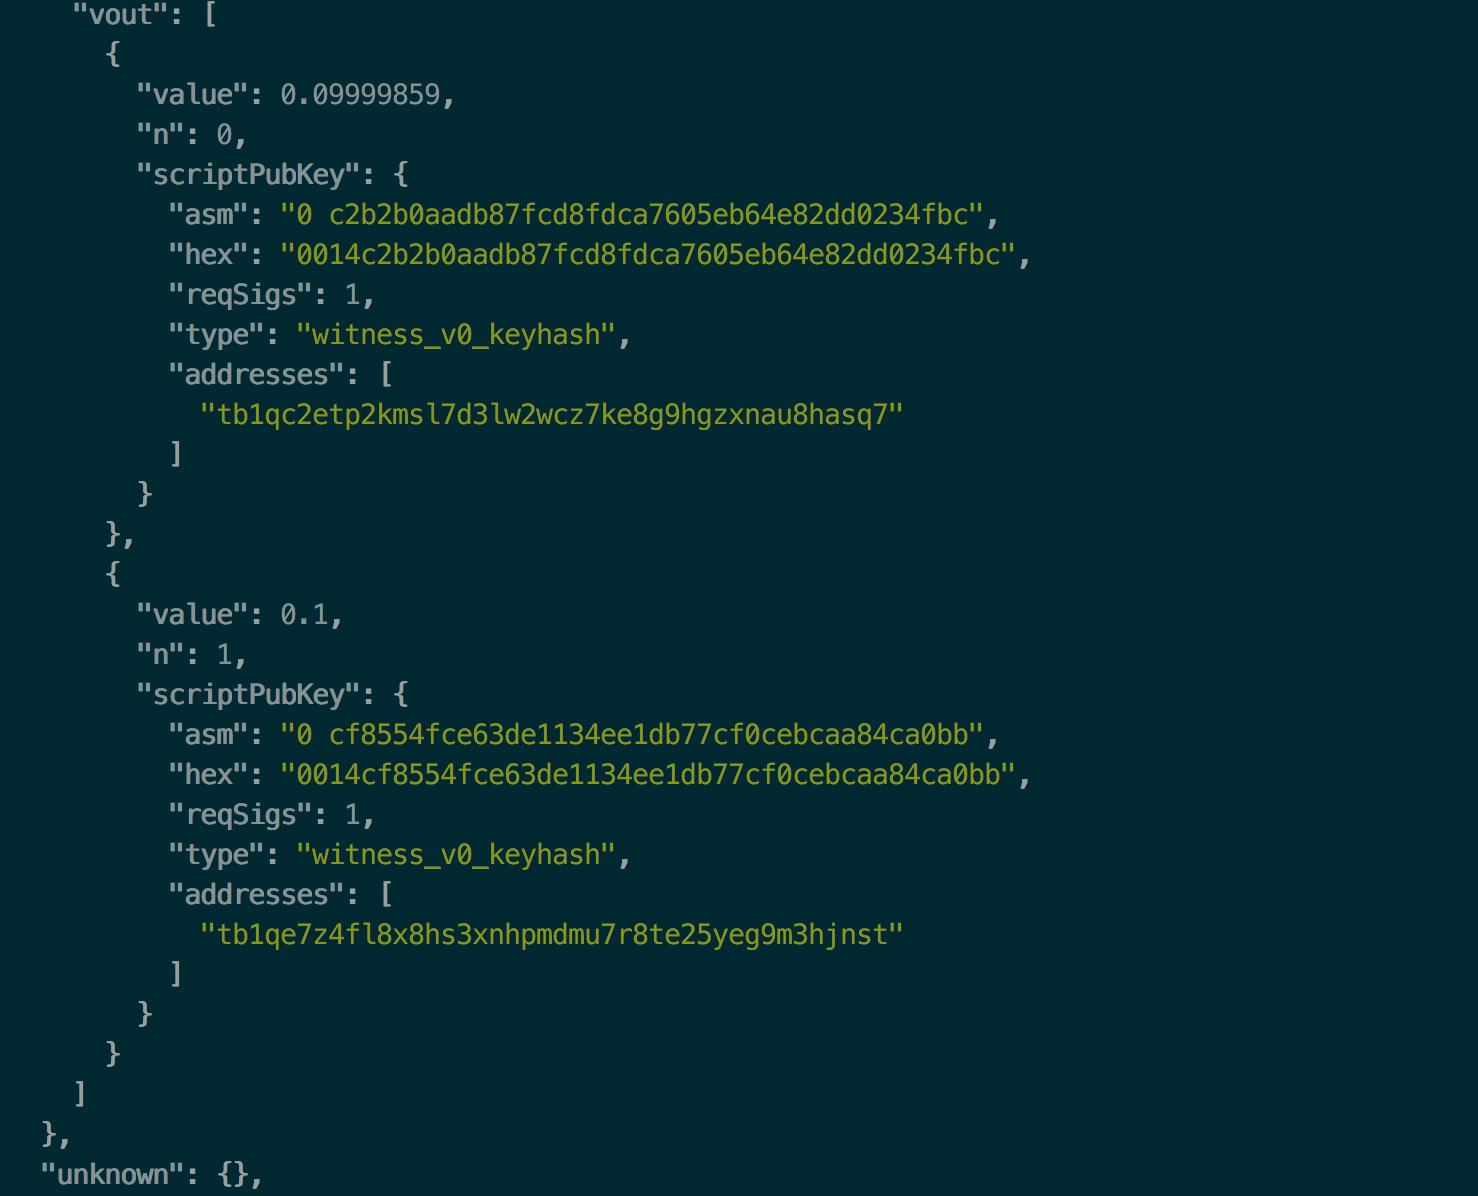 "vout": [
{
"value": 0.09999859,
"n": 0,
"scriptPubKey": {
"asm": "0 c2b2b0aadb87fcd8fdca7605eb64e82dd0234fbc",
"hex": "0014c2b2b0aadb87fcd8fdca7605eb64e82dd0234fbc",
"reqSigs": 1,
"type": "witness_v0_keyhash",
"addresses": [
"tb1qc2etp2kmsl7d3lw2wcz7ke8g9hgzxnau8hasq7"
]
}
},
{
"value": 0.1,
"n": 1,
"scriptPubKey": {
"asm": "0 cf8554fce63de1134ee1db77cf0cebcaa84ca0bb",
"hex": "0014cf8554fce63de1134ee1db77cf0cebcaa84ca0bb",
"reqSigs": 1,
"type": "witness_v0_keyhash",
"addresses": [
"tb1qe7z4fl8x8hs3xnhpmdmu7r8te25yeg9m3hjnst"
]
}
}
]
},
"unknown": {},